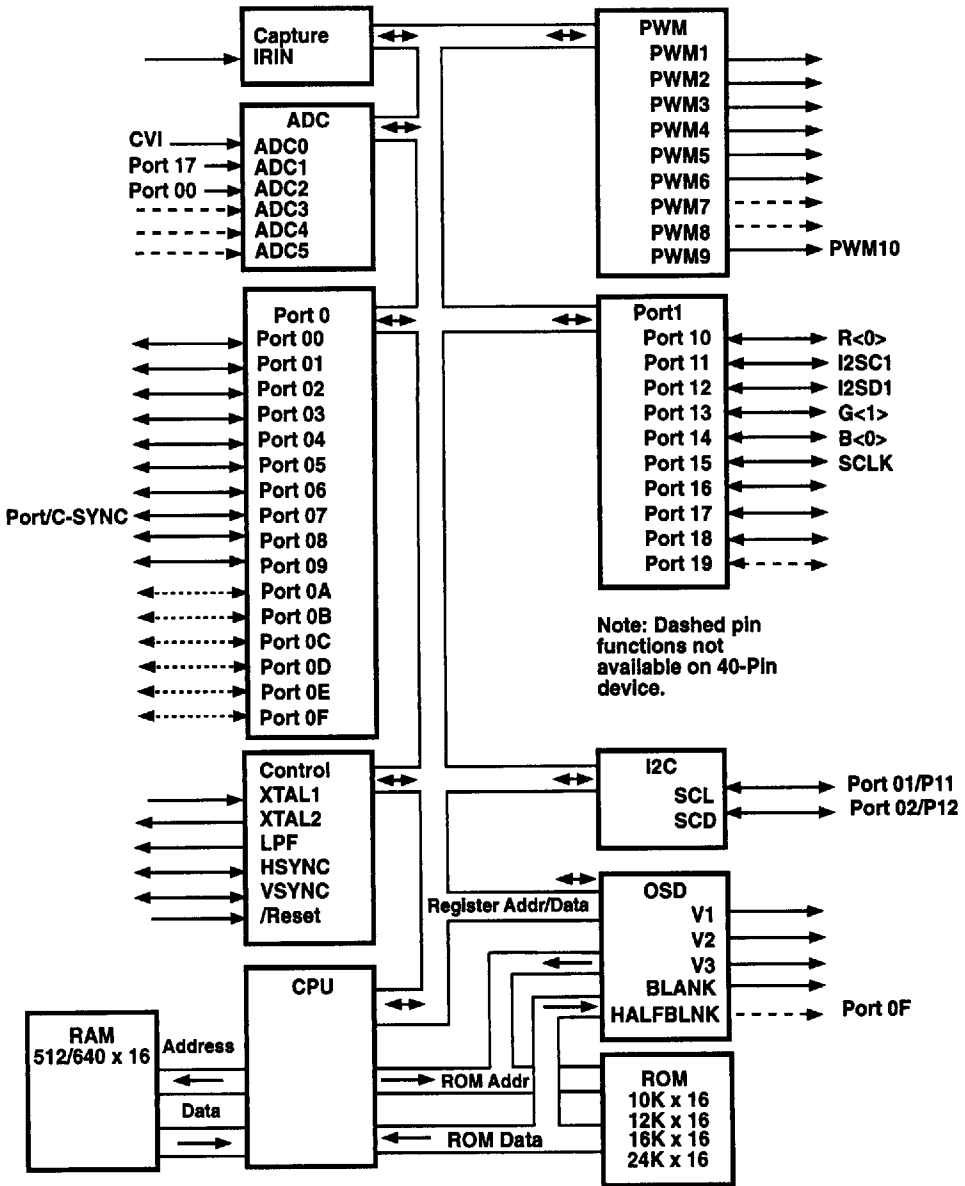 Capture
IRIN
ADC
CVI
ADC0
Port 17
ADC1
Port 00
ADC2
ADC3
ADC4
ADC5
Port 0
Port 00
Port 01
Port 02
Port 03
Port 04
Port 05
Port 06
Port/C-SYNC
Port 07
Port 08
Port 09
Port 0A
Port 0B
Port 0C
Port 0D
Port 0E
Port 0F
Control
XTAL1
XTAL2
LPF
HSYNC
VSYNC
/Reset
CPU
RAM
512/640 x 16
Address
Data
PWM
PWM1
PWM2
PWM3
PWM4
PWM5
PWM6
PWM7
PWM8
PWM9
PWM10
Port1
Port 10
R<0>
Port 11
I2SC1
Port 12
I2SD1
Port 13
G<1>
Port 14
B<0>
Port 15
SCLK
Port 16
Port 17
Port 18
Port 19
Note: Dashed pin
functions not
available on 40-Pin
device.
I2C
SCL
Port 01/P11
SCD
Port 02/P12
Register Addr/Data
OSD
V1
V2
V3
BLANK
HALFBLNK
Port 0F
ROM Addr
ROM Data
ROM
10K x 16
12K x 16
16K x 16
24K x 16